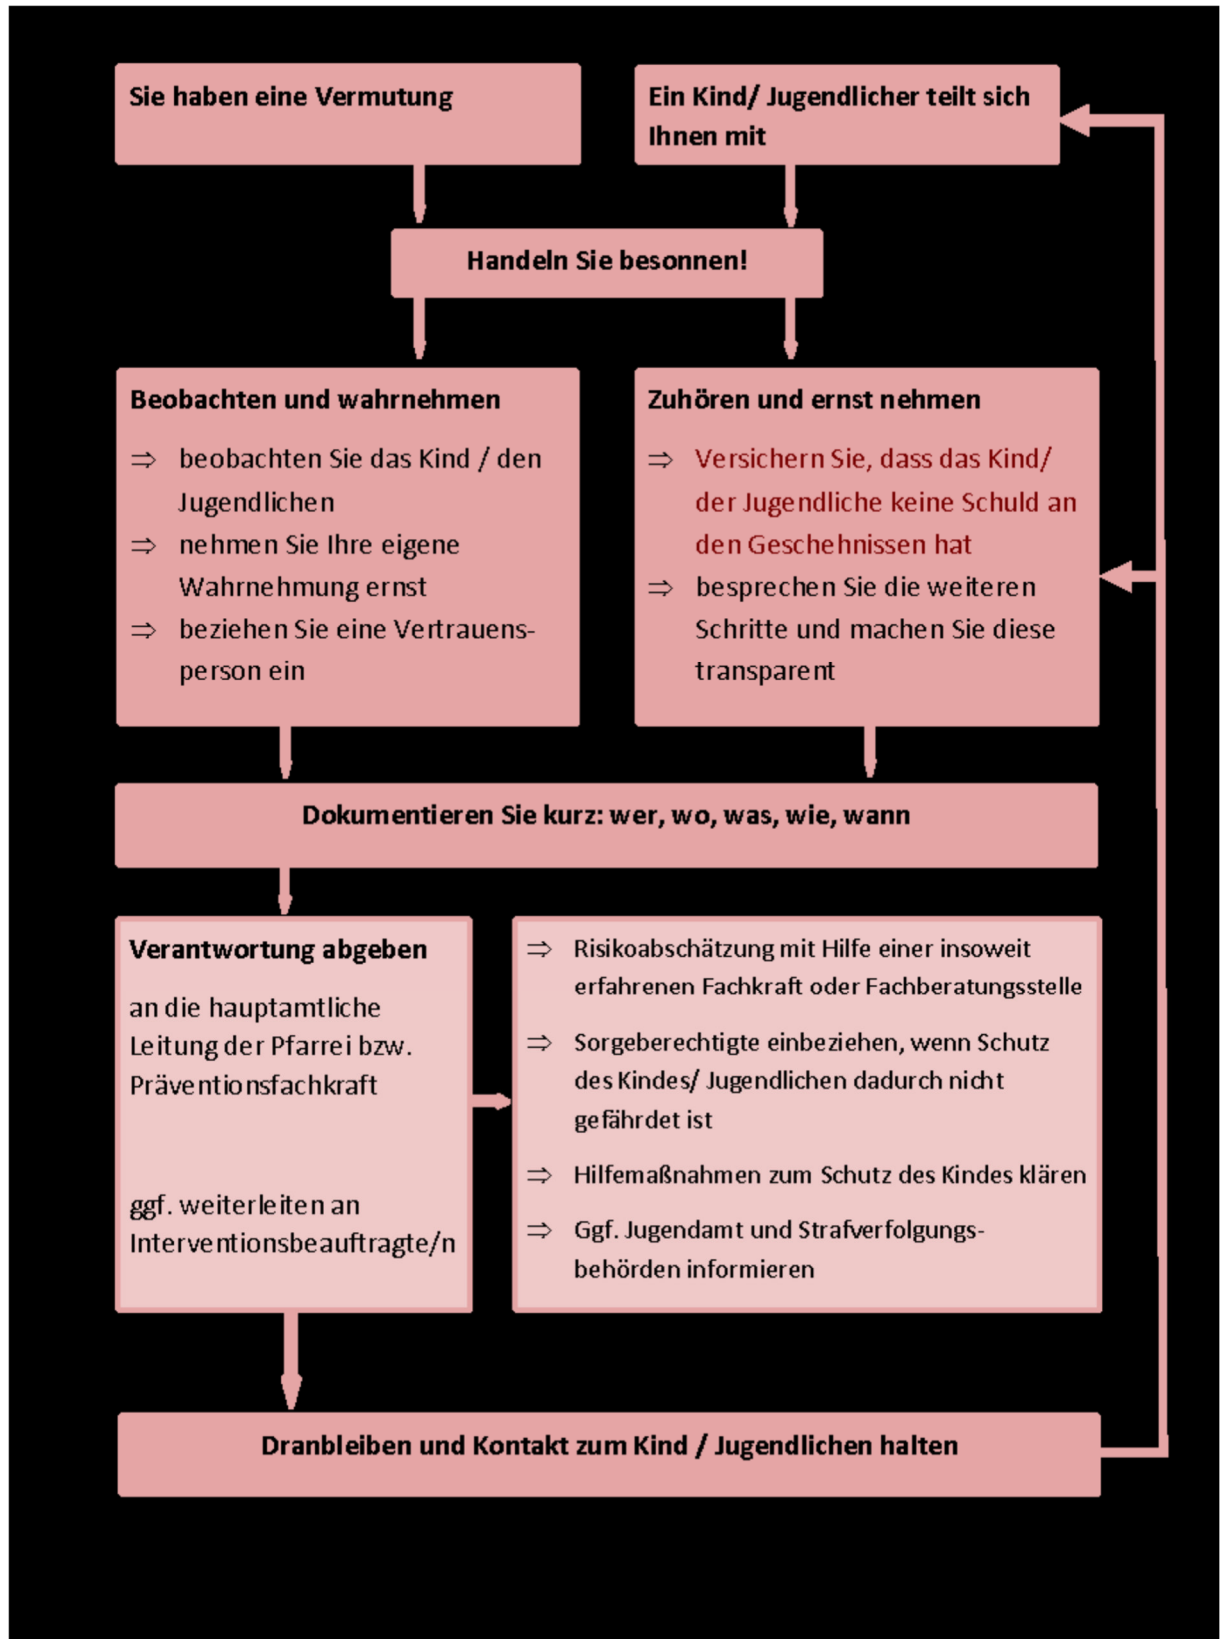 Sie haben eine Vermutung
Ein Kind/ Jugendlicher teilt sich
Ihnen mit
Handeln Sie besonnen!
Beobachten und wahrnehmen
⇒ beobachten Sie das Kind / den
Jugendlichen
⇒ nehmen Sie Ihre eigene
Wahrnehmung ernst
⇒ beziehen Sie eine Vertrauens-
person ein
Zuhören und ernst nehmen
⇒ Versichern Sie, dass das Kind/
der Jugendliche keine Schuld an
den Geschehnissen hat
⇒ besprechen Sie die weiteren
Schritte und machen Sie diese
transparent
Dokumentieren Sie kurz: wer, wo, was, wie, wann
Verantwortung abgeben
an die hauptamtliche
Leitung der Pfarrei bzw.
Präventionsfachkraft
ggf. weiterleiten an
Interventionsbeauftragte/n
⇒ Risikoabschätzung mit Hilfe einer insoweit
erfahrenen Fachkraft oder Fachberatungsstelle
⇒ Sorgeberechtigte einbeziehen, wenn Schutz
des Kindes/ Jugendlichen dadurch nicht
gefährdet ist
⇒ Hilfemaßnahmen zum Schutz des Kindes klären
⇒ Ggf. Jugendamt und Strafverfolgungs-
behörden informieren
Dranbleiben und Kontakt zum Kind / Jugendlichen halten